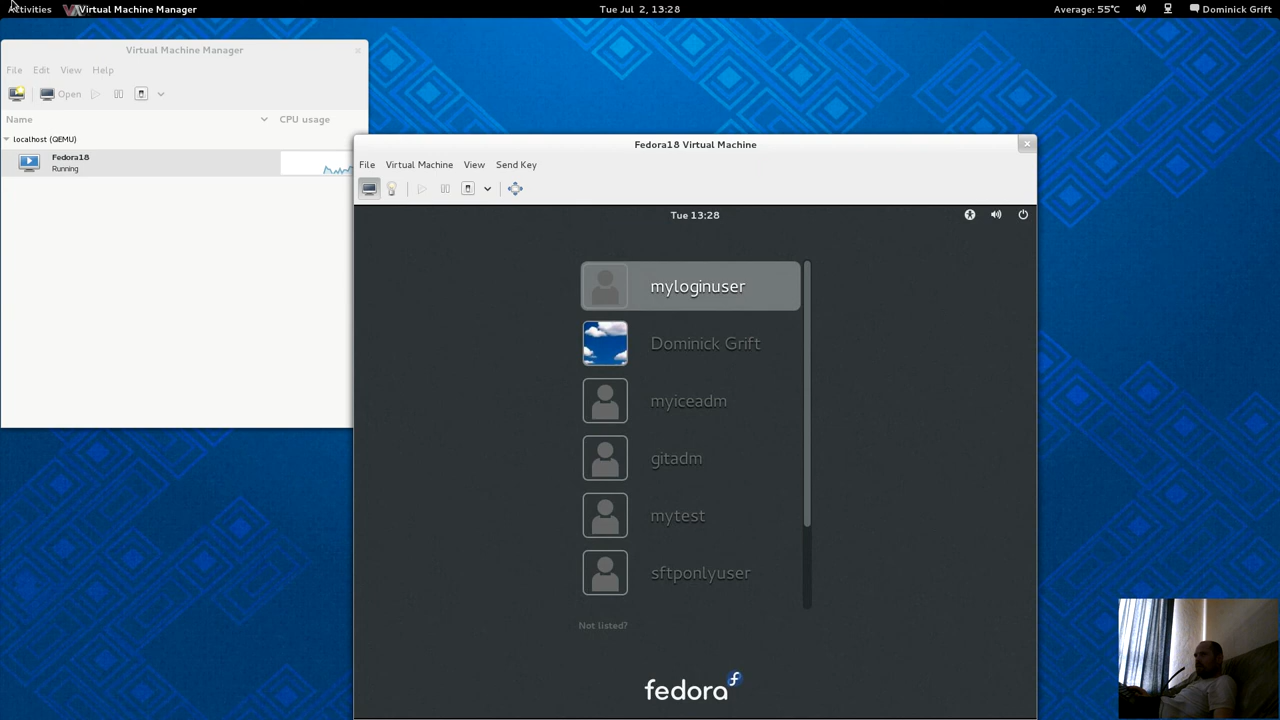 Activities Virtual Machine Manager Tue Jul 2, 13:28 Average: 55°C Dominick Grift
Virtual Machine Manager
File Edit View Help
Open
Name CPU usage
localhost (QEMU)
Fedora18
Running
Fedora18 Virtual Machine
File Virtual Machine View Send Key
Tue 13:28
myloginuser
Dominick Grift
myiceadm
gitadm
mytest
sftponlyuser
Not listed?
fedora